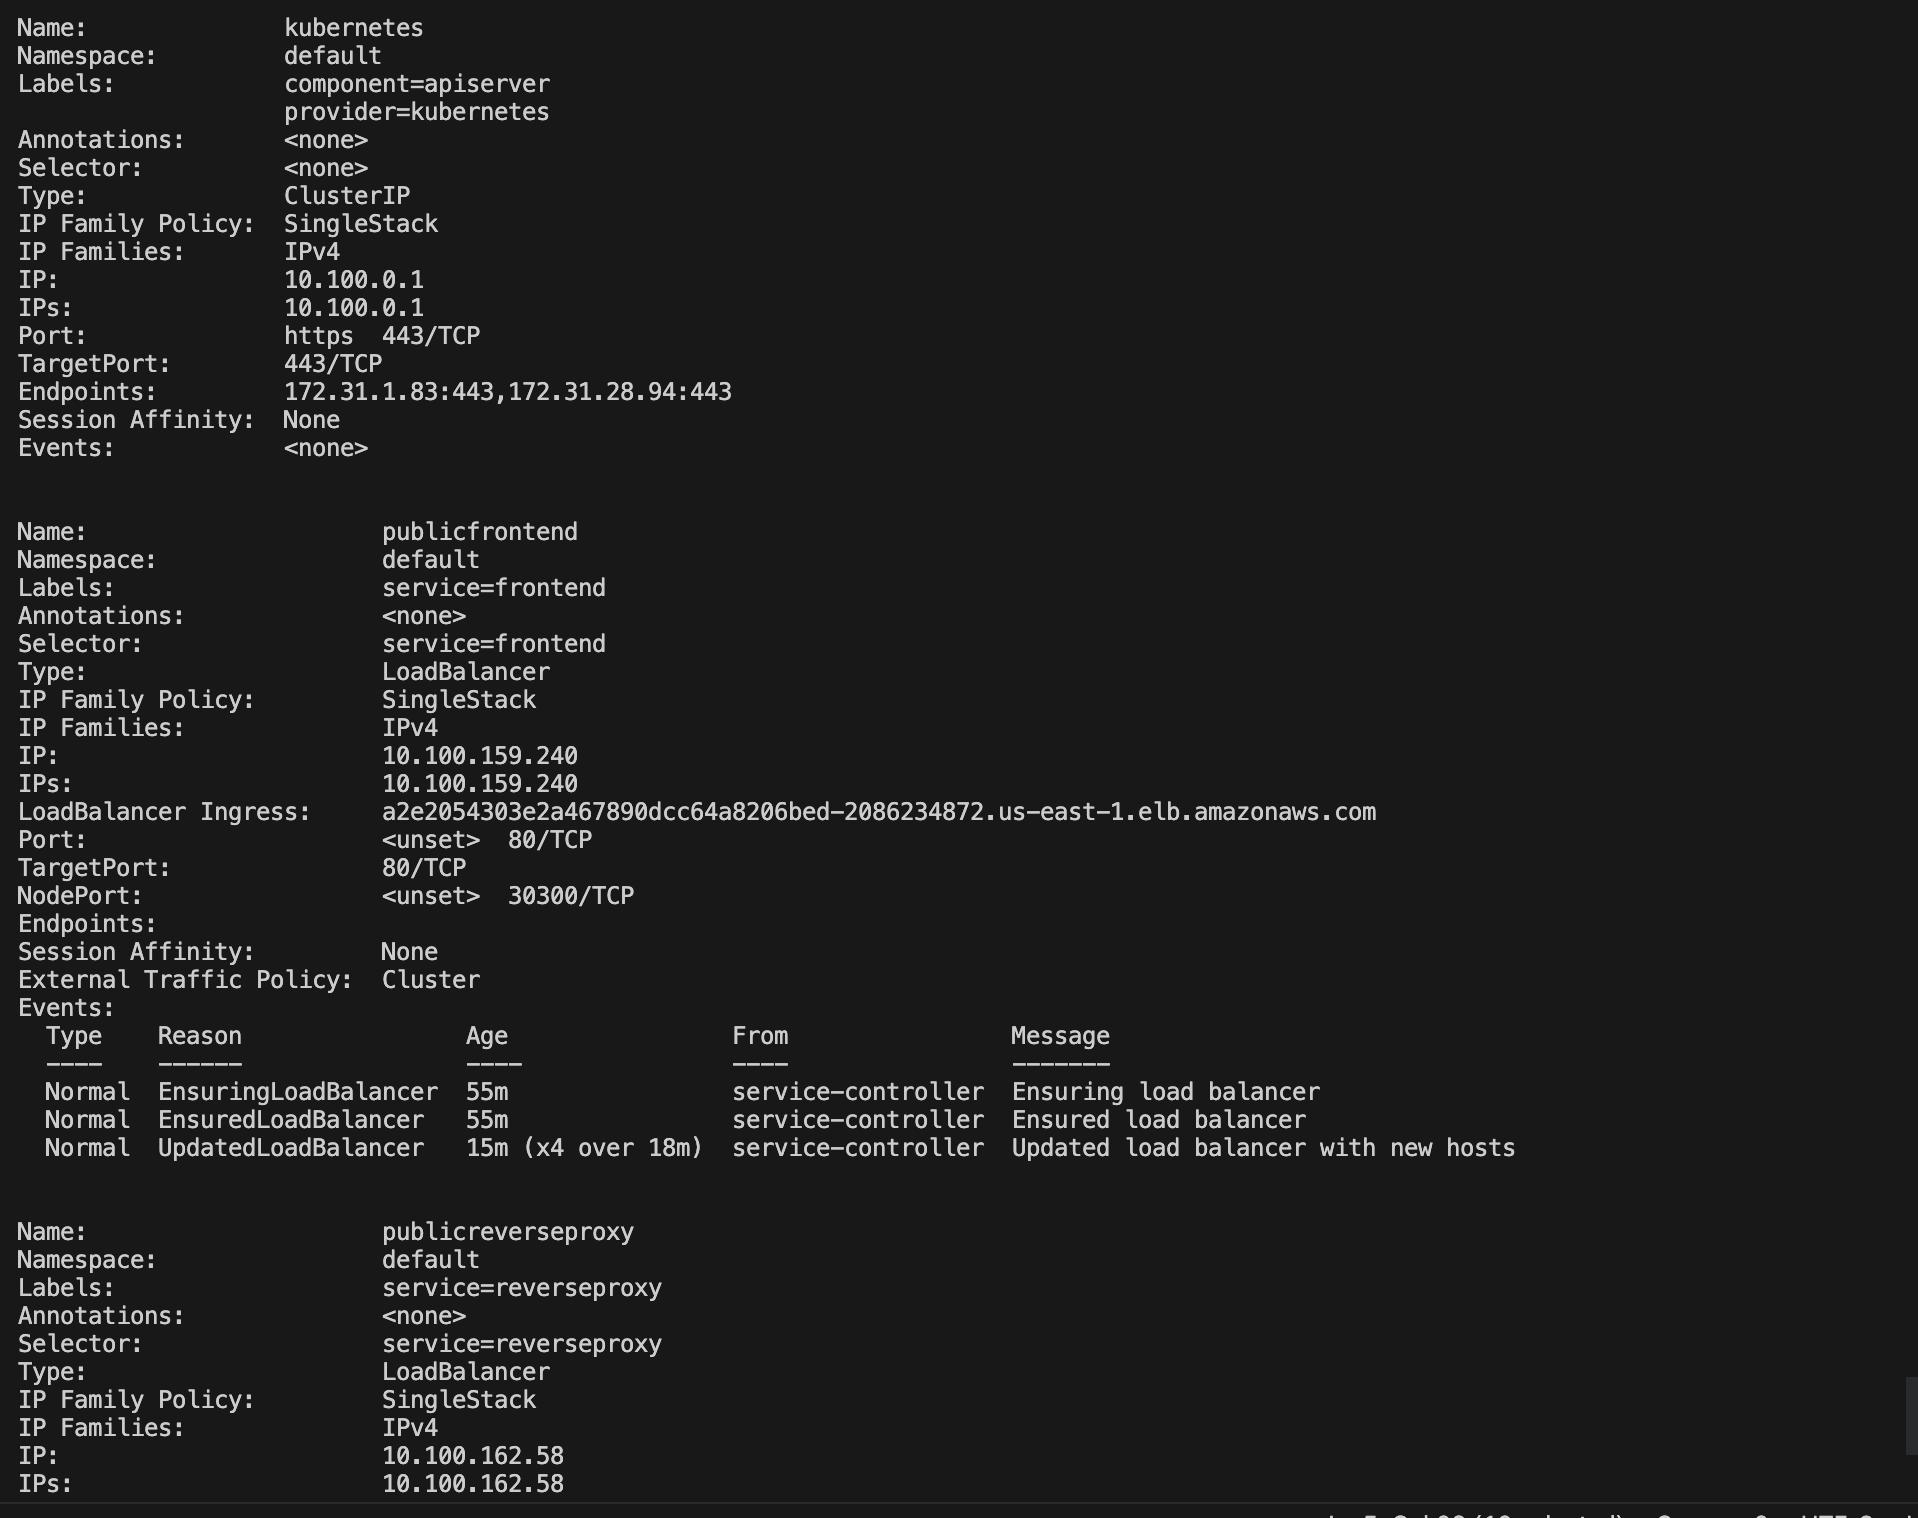 Name:              kubernetes
Namespace:         default
Labels:            component=apiserver
                   provider=kubernetes
Annotations:       <none>
Selector:          <none>
Type:              ClusterIP
IP Family Policy:  SingleStack
IP Families:       IPv4
IP:                10.100.0.1
IPs:               10.100.0.1
Port:              https  443/TCP
TargetPort:        443/TCP
Endpoints:         172.31.1.83:443,172.31.28.94:443
Session Affinity:  None
Events:            <none>
Name:                     publicfrontend
Namespace:                default
Labels:                   service=frontend
Annotations:              <none>
Selector:                 service=frontend
Type:                     LoadBalancer
IP Family Policy:         SingleStack
IP Families:              IPv4
IP:                       10.100.159.240
IPs:                      10.100.159.240
LoadBalancer Ingress:     a2e2054303e2a467890dcc64a8206bed-2086234872.us-east-1.elb.amazonaws.com
Port:                     <unset>  80/TCP
TargetPort:               80/TCP
NodePort:                 <unset>  30300/TCP
Endpoints:
Session Affinity:         None
External Traffic Policy:  Cluster
Events:
  Type    Reason                Age                From                Message
  ----    ------                ----               ----                -------
  Normal  EnsuringLoadBalancer  55m                service-controller  Ensuring load balancer
  Normal  EnsuredLoadBalancer   55m                service-controller  Ensured load balancer
  Normal  UpdatedLoadBalancer   15m (x4 over 18m)  service-controller  Updated load balancer with new hosts
Name:                     publicreverseproxy
Namespace:                default
Labels:                   service=reverseproxy
Annotations:              <none>
Selector:                 service=reverseproxy
Type:                     LoadBalancer
IP Family Policy:         SingleStack
IP Families:              IPv4
IP:                       10.100.162.58
IPs:                      10.100.162.58